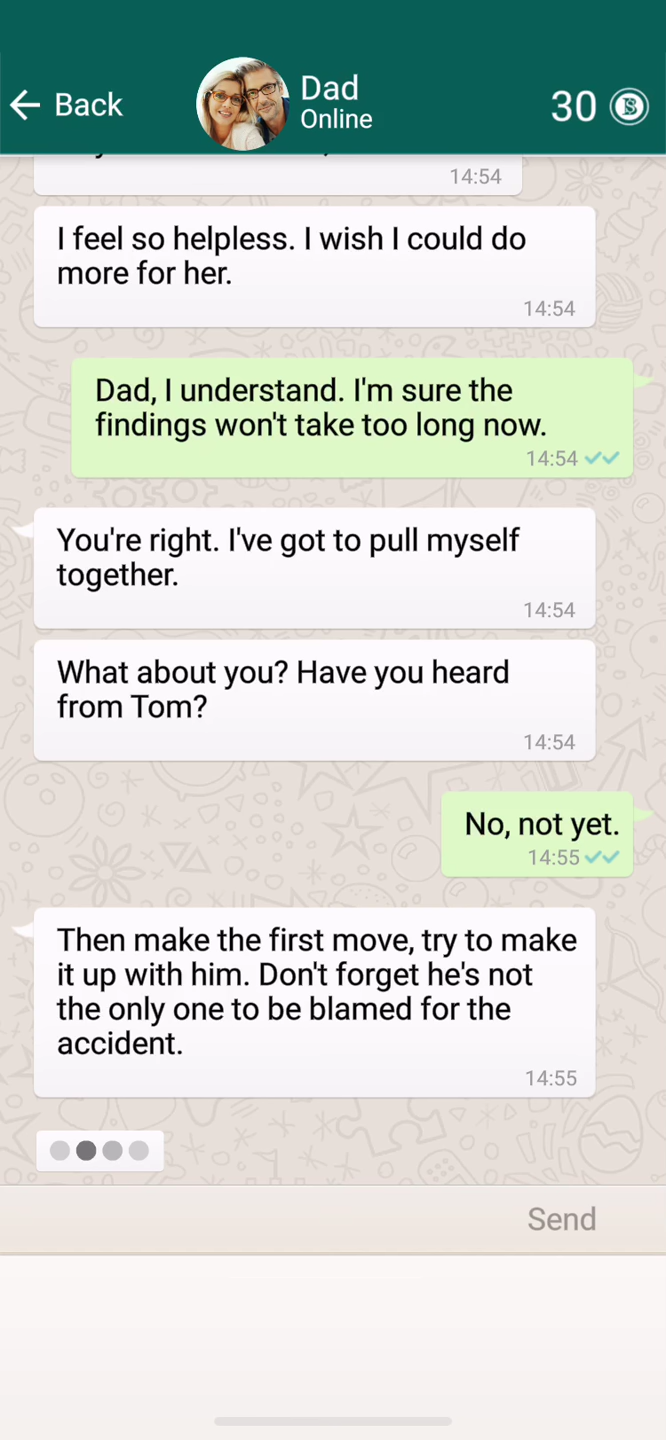 Back
Dad
Online
30
14:54
I feel so helpless. I wish I could do
more for her.
14:54
Dad, I understand. I'm sure the
findings won't take too long now.
14:54
You're right. I've got to pull myself
together.
14:54
What about you? Have you heard
from Tom?
14:54
No, not yet.
14:55
Then make the first move, try to make
it up with him. Don't forget he's not
the only one to be blamed for the
accident.
14:55
Send